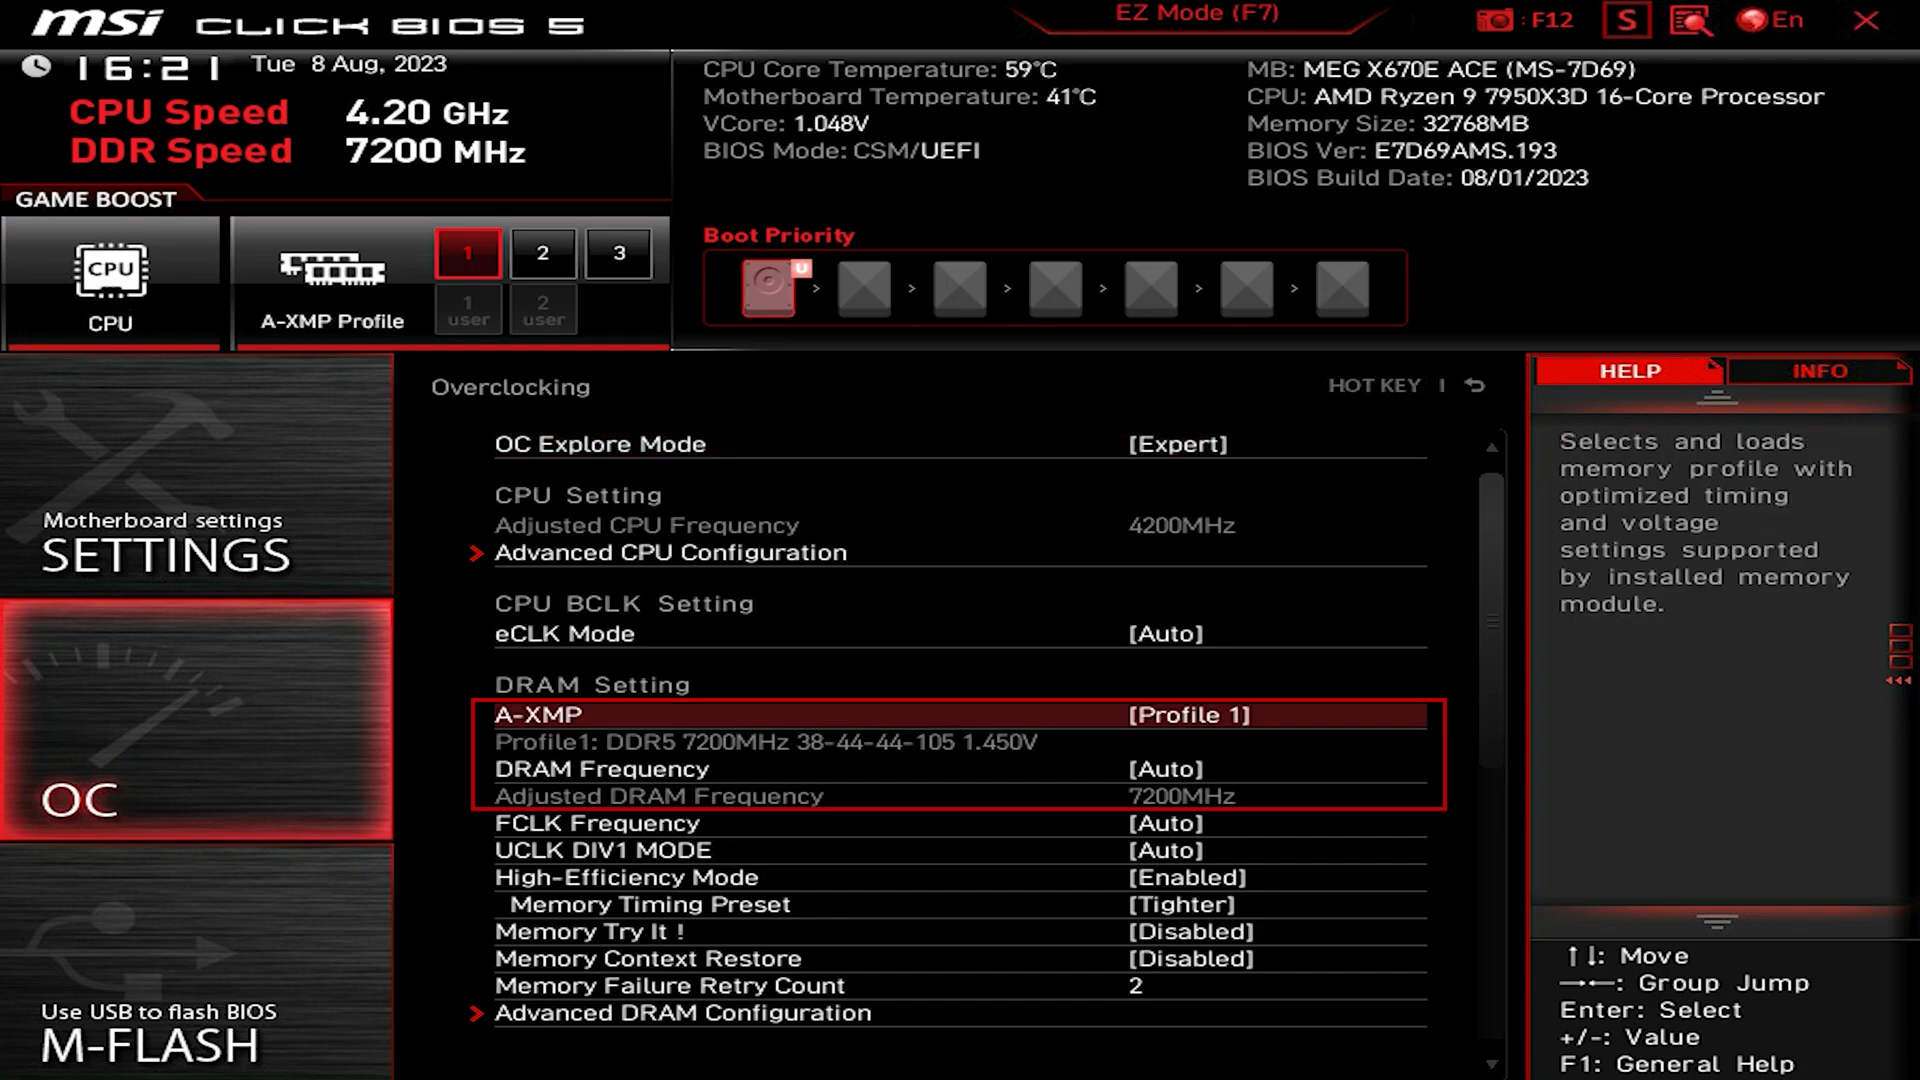 msi CLICK BIOS 5
EZ Mode (F7)
: F12
S
En
16:21 Tue 8 Aug, 2023
CPU Speed 4.20 GHz
DDR Speed 7200 MHz
CPU Core Temperature: 59°C
Motherboard Temperature: 41°C
VCore: 1.048V
BIOS Mode: CSM/UEFI
MB: MEG X670E ACE (MS-7D69)
CPU: AMD Ryzen 9 7950X3D 16-Core Processor
Memory Size: 32768MB
BIOS Ver: E7D69AMS.193
BIOS Build Date: 08/01/2023
GAME BOOST
CPU
CPU
A-XMP Profile
1 2 3
1 user
2 user
Boot Priority
U
Motherboard settings
SETTINGS
OC
Use USB to flash BIOS
M-FLASH
Overclocking
HOT KEY |
OC Explore Mode [Expert]
CPU Setting
Adjusted CPU Frequency 4200MHz
Advanced CPU Configuration
CPU BCLK Setting
eCLK Mode [Auto]
DRAM Setting
A-XMP [Profile 1]
Profile1: DDR5 7200MHz 38-44-44-105 1.450V
DRAM Frequency [Auto]
Adjusted DRAM Frequency 7200MHz
FCLK Frequency [Auto]
UCLK DIV1 MODE [Auto]
High-Efficiency Mode [Enabled]
Memory Timing Preset [Tighter]
Memory Try It ! [Disabled]
Memory Context Restore [Disabled]
Memory Failure Retry Count 2
Advanced DRAM Configuration
HELP
INFO
Selects and loads
memory profile with
optimized timing
and voltage
settings supported
by installed memory
module.
↑↓: Move
→←: Group Jump
Enter: Select
+/-: Value
F1: General Help